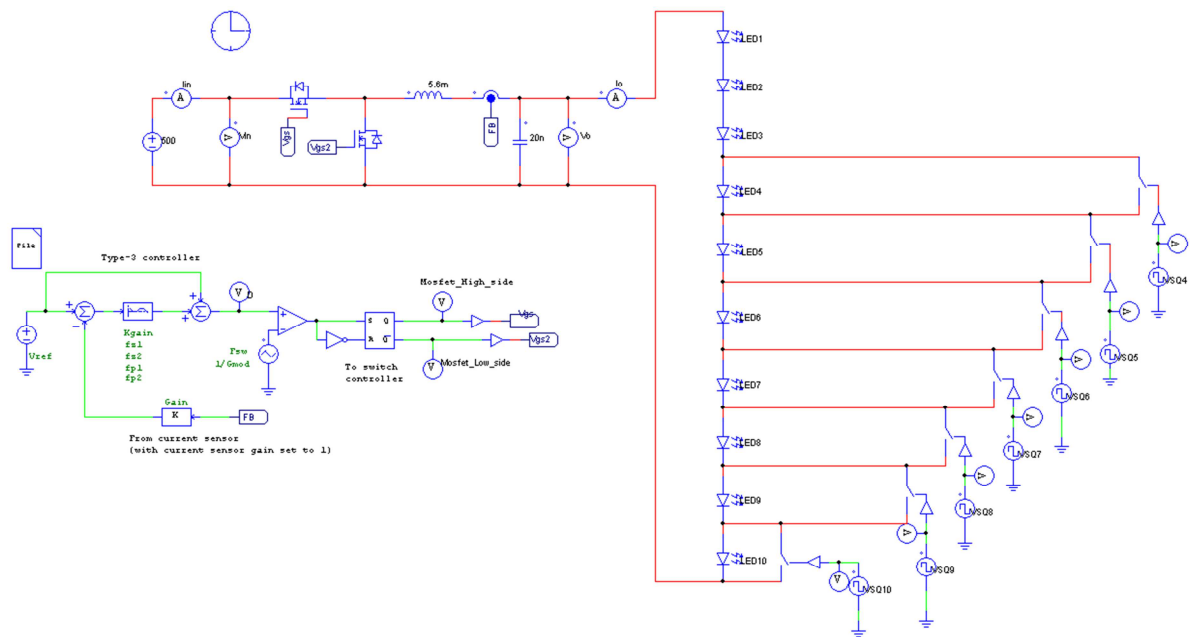 LED1
Iin
A
5.6m
Io
A
LED2
500
Vin
V
Vgs
Vgs2
FB
20n
V
Vo
LED3
LED4
V
VSQ4
File
Type-3 controller
LED5
Mosfet_High_side
V
V
D
V
VSQ5
Vref
Kgain
fs1
fs2
fp1
fp2
Fsw
1/Gmod
S Q
R Q
Vgs
Vgs2
V
Mosfet_Low_side
To switch
controller
LED6
V
VSQ6
Gain
K
FB
From current sensor
(with current sensor gain set to 1)
LED7
V
VSQ7
LED8
V
VSQ8
LED9
V
VSQ9
LED10
V
VSQ10